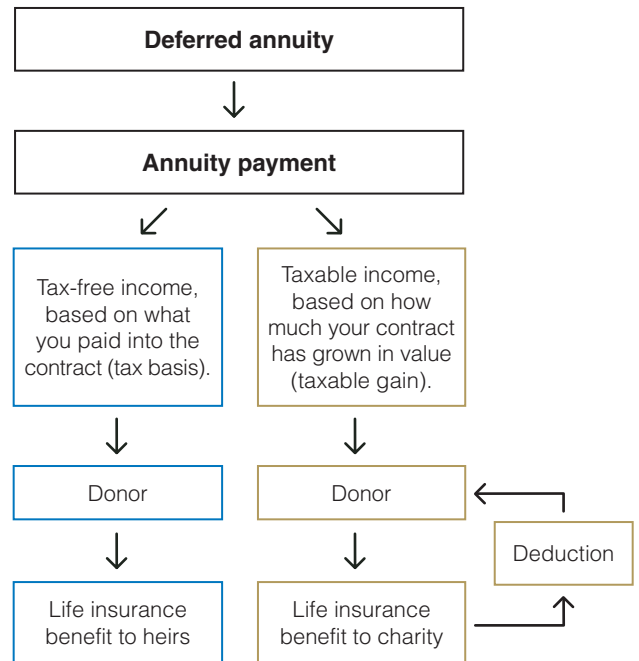 Deferred annuity
Annuity payment
Tax-free income,
based on what
you paid into the
contract (tax basis).
Taxable income,
based on how
much your contract
has grown in value
(taxable gain).
Donor
Donor
Deduction
Life insurance
benefit to heirs
Life insurance
benefit to charity